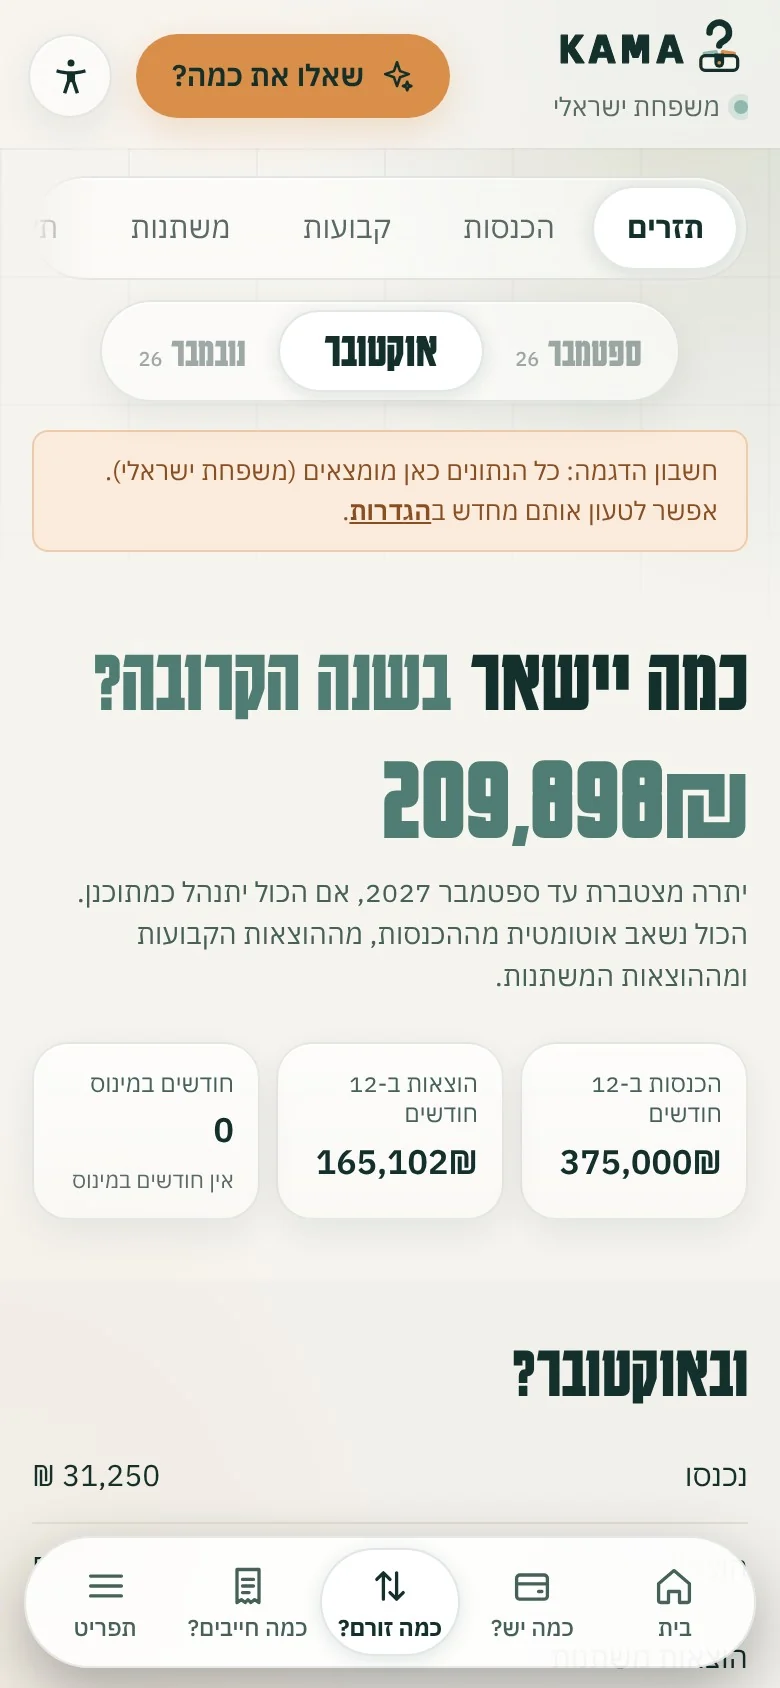 KAMA
משפחת ישראלי
שאלו את כמה?
תזרים
הכנסות
קבועות
משתנות
ספטמבר 26
אוקטובר
נובמבר 26
חשבון הדגמה: כל הנתונים כאן מומצאים (משפחת ישראלי).
אפשר לטעון אותם מחדש בהגדרות.
כמה יישאר בשנה הקרובה?
₪209,898
יתרה מצטברת עד ספטמבר 2027, אם הכול יתנהל כמתוכנן.
הכול נשאב אוטומטית מההכנסות, מההוצאות הקבועות
ומההוצאות המשתנות.
הכנסות ב-12
חודשים
₪375,000
הוצאות ב-12
חודשים
₪165,102
חודשים במינוס
0
אין חודשים במינוס
ובאוקטובר?
נכנסו
31,250 ₪
הוצאות משתנות
בית
כמה יש?
כמה זורם?
כמה חייבים?
תפריט